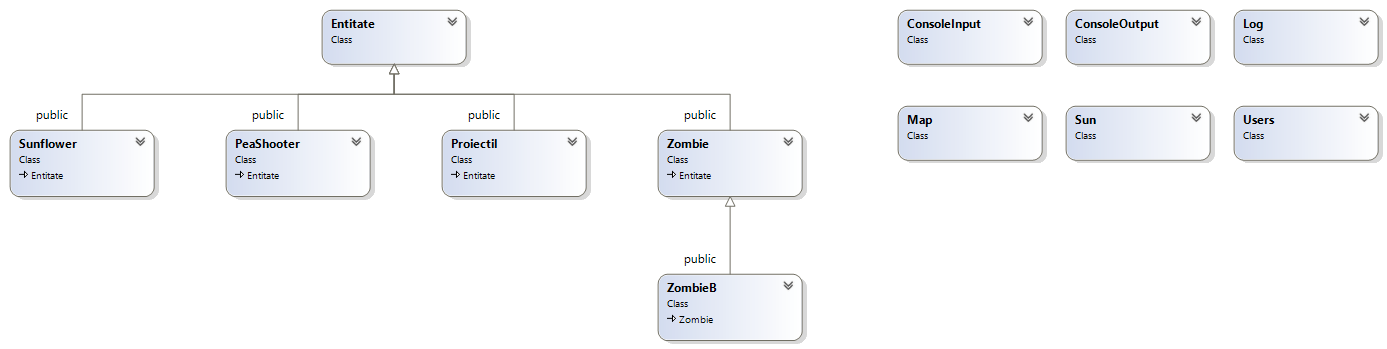 Entitate
Class
ConsoleInput
Class
ConsoleOutput
Class
Log
Class
public
public
public
public
Sunflower
Class
Entitate
PeaShooter
Class
Entitate
Proiectil
Class
Entitate
Zombie
Class
Entitate
Map
Class
Sun
Class
Users
Class
public
ZombieB
Class
Zombie